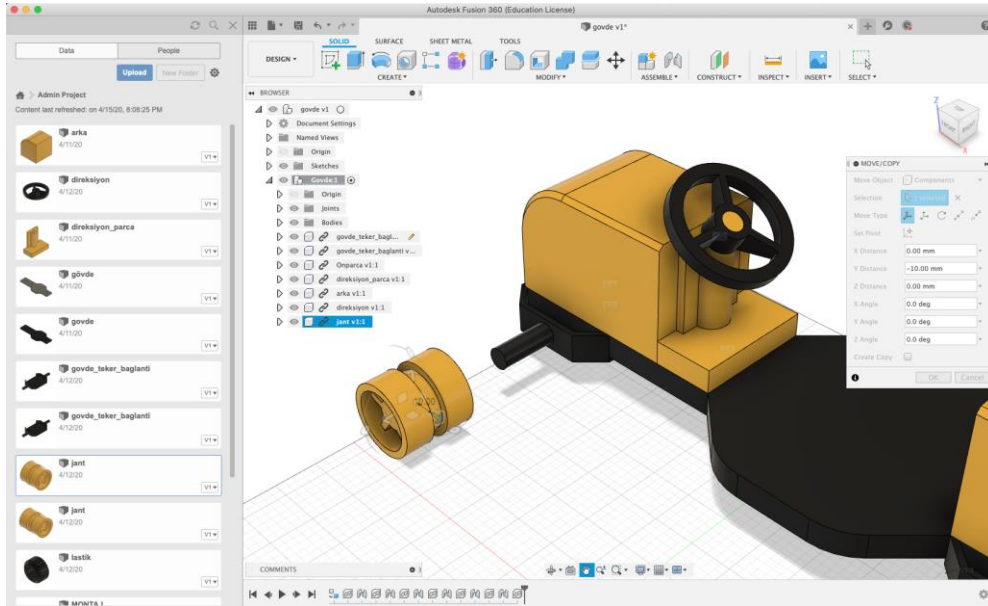 Autodesk Fusion 360 (Education License)
govde v1*
Data
People
Upload
New Folder
Admin Project
Content last refreshed: on 4/15/20, 8:08:25 PM
arka
4/11/20
V1
direksiyon
4/12/20
V1
direksiyon_parca
4/11/20
V1
gövde
4/11/20
V1
govde
4/11/20
V1
govde_teker_baglanti
4/12/20
V1
govde_teker_baglanti
4/12/20
V1
jant
4/12/20
V1
jant
4/12/20
V1
lastik
4/12/20
V1
MONTAJ
DESIGN
SOLID
SURFACE
SHEET METAL
TOOLS
CREATE
MODIFY
ASSEMBLE
CONSTRUCT
INSPECT
INSERT
SELECT
BROWSER
govde v1
Document Settings
Named Views
Origin
Sketches
Govde:1
Origin
Joints
Bodies
govde_teker_bagl...
govde_teker_baglanti v...
Onparca v1:1
direksiyon_parca v1:1
arka v1:1
direksiyon v1:1
jant v1:1
Z
TOP
FRONT
RIGHT
X
MOVE/COPY
Move Object
Components
Selection
1 selected
Move Type
Set Pivot
X Distance
0.00 mm
Y Distance
-10.00 mm
Z Distance
0.00 mm
X Angle
0.0 deg
Y Angle
0.0 deg
Z Angle
0.0 deg
Create Copy
OK
Cancel
COMMENTS